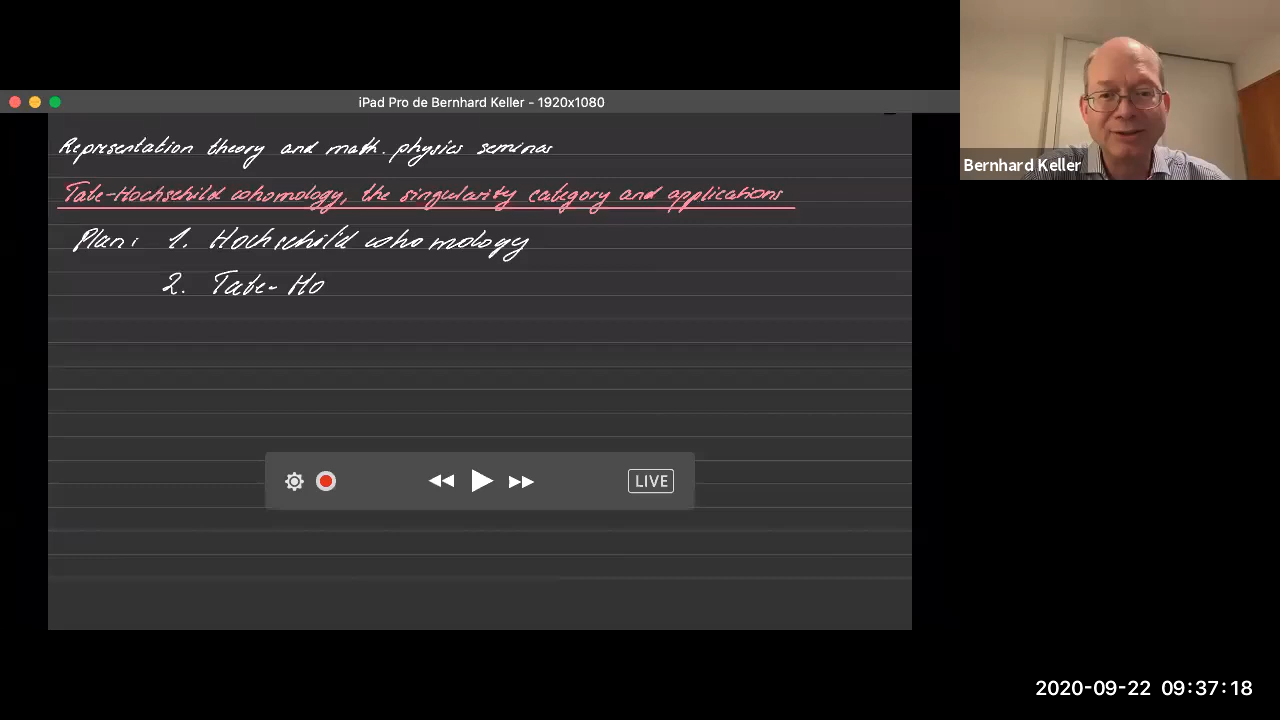 iPad Pro de Bernhard Keller - 1920x1080
Representation theory and math. physics seminar
Tate-Hochschild cohomology, the singularity category and applications
Plan: 1. Hochschild cohomology
2. Tate- Ho
LIVE
Bernhard Keller
2020-09-22 09:37:18